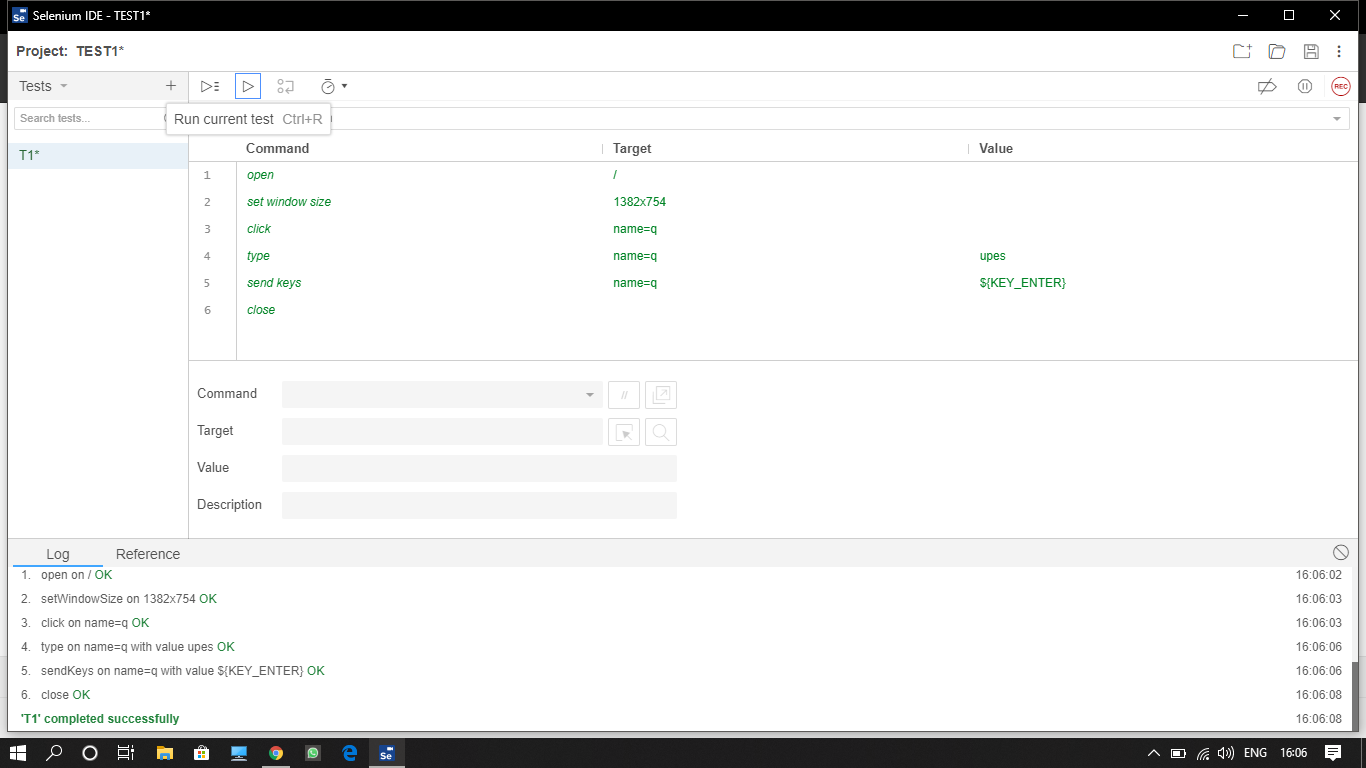 Selenium IDE - TEST1*
Project: TEST1*
Tests
Search tests...
Run current test Ctrl+R
T1*
Command Target Value
1 open /
2 set window size 1382x754
3 click name=q
4 type name=q upes
5 send keys name=q ${KEY_ENTER}
6 close
REC
Command
//
Target
Value
Description
Log Reference
1. open on / OK 16:06:02
2. setWindowSize on 1382x754 OK 16:06:03
3. click on name=q OK 16:06:03
4. type on name=q with value upes OK 16:06:06
5. sendKeys on name=q with value ${KEY_ENTER} OK 16:06:06
6. close OK 16:06:08
'T1' completed successfully 16:06:08
Se ENG 16:06